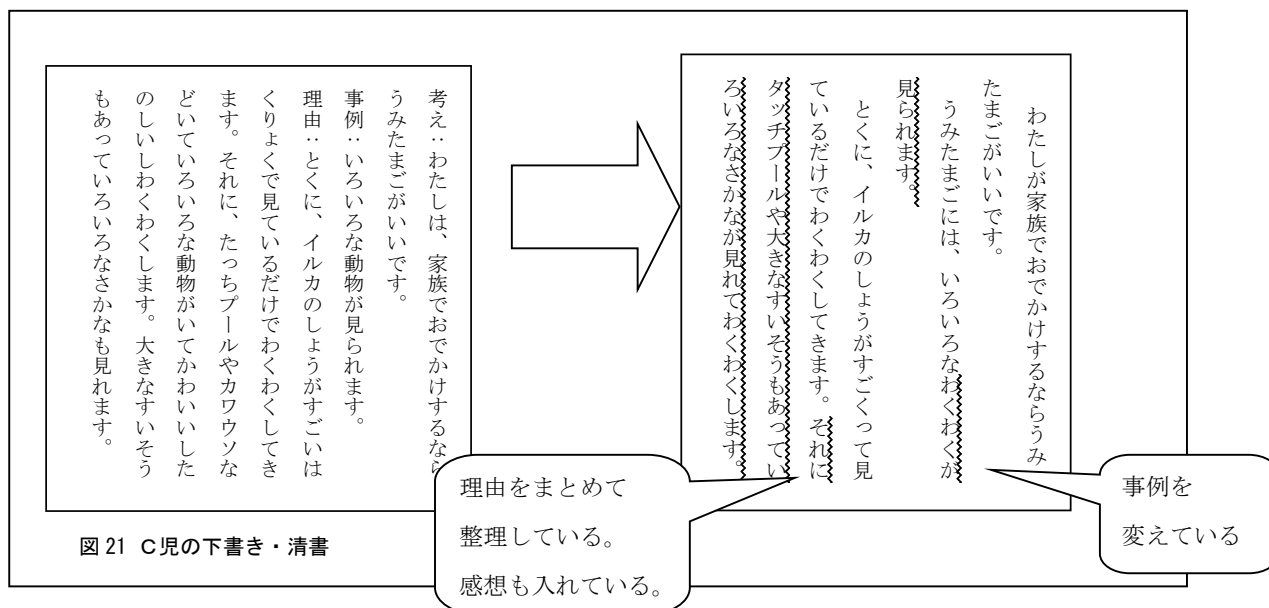 考え：わたしは、家族でおでかけするなら
うみたまごがいいです。
事例：いろいろな動物が見られます。
理由：とくに、イルカのしょうがすごいは
くりょくで見ているだけでわくわくしてき
ます。それに、たっちプールやカワウソな
どいていろいろな動物がいてかわいいした
のしいしわくわくします。大きなすいそう
もあっていろいろなさかなも見れます。
図21 C児の下書き・清書
わたしが家族でおでかけするならうみ
たまごがいいです。
うみたまごには、いろいろなわくわくが
見られます。
とくに、イルカのしょうがすごくって見
ているだけでわくわくしてきます。それに
タッチプールや大きなすいそうもあってい
ろいろなさかなが見れてわくわくします。
理由をまとめて
整理している。
感想も入れている。
事例を
変えている